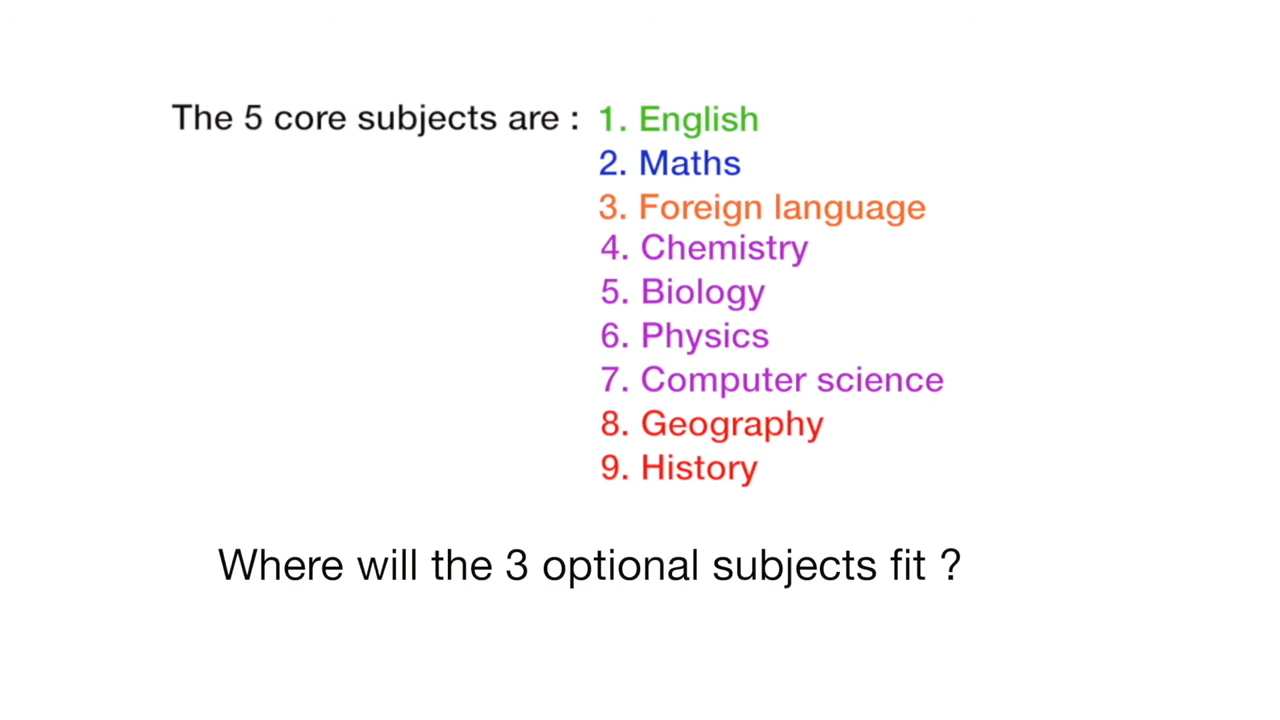 The 5 core subjects are : 1. English
2. Maths
3. Foreign language
4. Chemistry
5. Biology
6. Physics
7. Computer science
8. Geography
9. History
Where will the 3 optional subjects fit ?